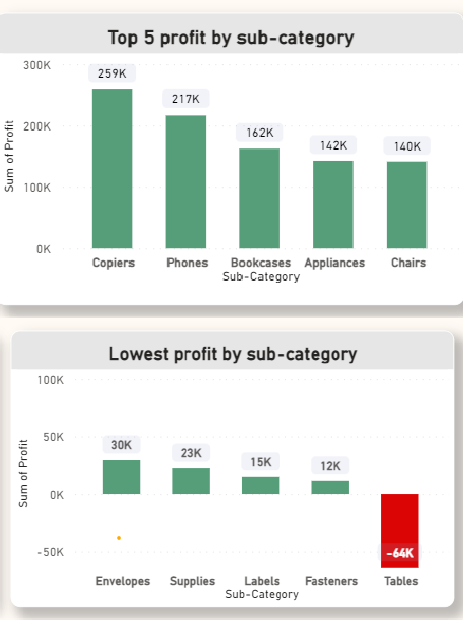 Top 5 profit by sub-category
300K
259K
217K
200K
162K
142K
140K
Sum of Profit
100K
0K
Copiers Phones Bookcases Appliances Chairs
Sub-Category
Lowest profit by sub-category
100K
50K
30K
23K
15K
12K
Sum of Profit
0K
-50K
-64K
Envelopes Supplies Labels Fasteners Tables
Sub-Category